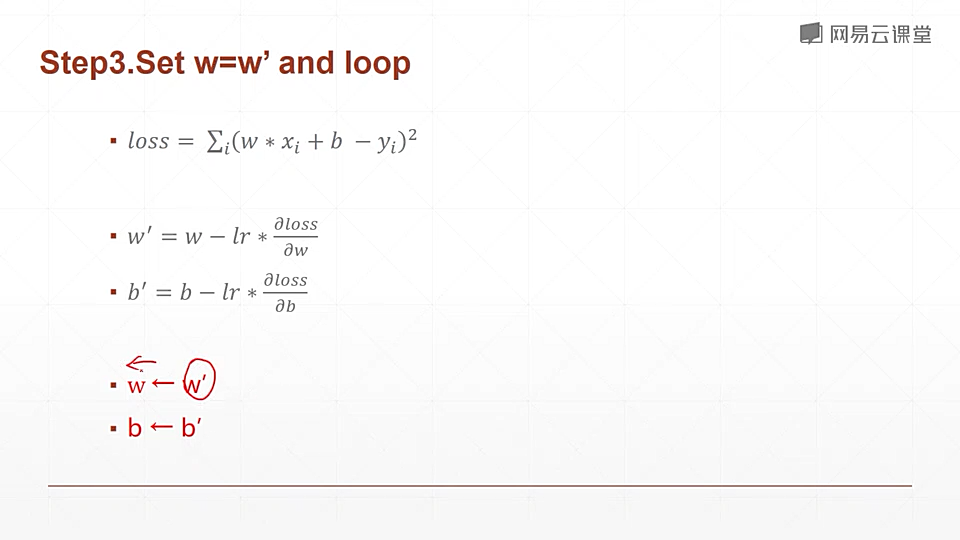 网易云课堂
Step3.Set w=w’ and loop
▪ loss = ∑ᵢ(w ∗ xᵢ + b − yᵢ)²
▪ w′ = w − lr ∗ ∂loss/∂w
▪ b′ = b − lr ∗ ∂loss/∂b
▪ w ← w’
▪ b ← b’